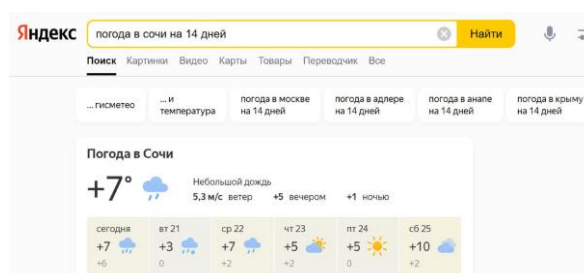 Яндекс погода в сочи на 14 дней Найти
Поиск Картинки Видео Карты Товары Переводчик Все
... гисметео ... и температура погода в москве на 14 дней погода в адлере на 14 дней погода в анапе на 14 дней погода в крыму на 14 дней
Погода в Сочи
+7°
Небольшой дождь
5,3 м/с ветер +5 вечером +1 ночью
сегодня вт 21 ср 22 чт 23 пт 24 сб 25
+7 +3 +7 +5 +5 +10
+6 0 +2 +2 0 +2